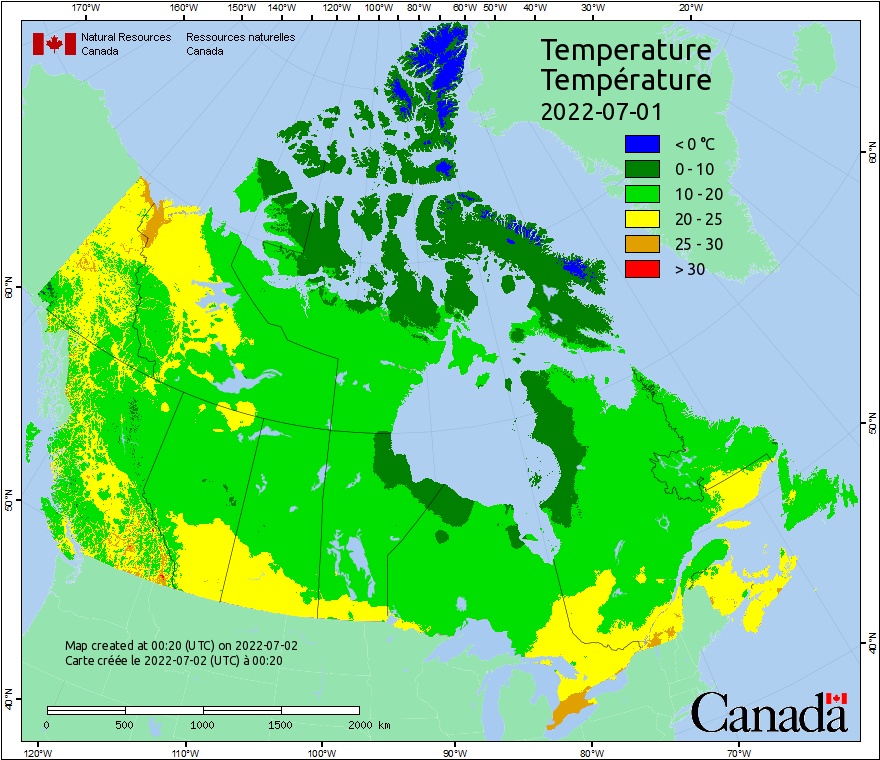 170°W 160°W 150°W 140°W 130°W 120°W 110°W 100°W 80°W 60°W 50°W 40°W 30°W 20°W
Natural Resources Canada
Ressources naturelles Canada
Temperature
Température
2022-07-01
< 0 °C
0 - 10
10 - 20
20 - 25
25 - 30
> 30
60°N
50°N
40°N
60°N
50°N
40°N
Map created at 00:20 (UTC) on 2022-07-02
Carte créée le 2022-07-02 (UTC) à 00:20
0 500 1000 1500 2000 km
Canada
120°W 110°W 100°W 90°W 80°W 70°W